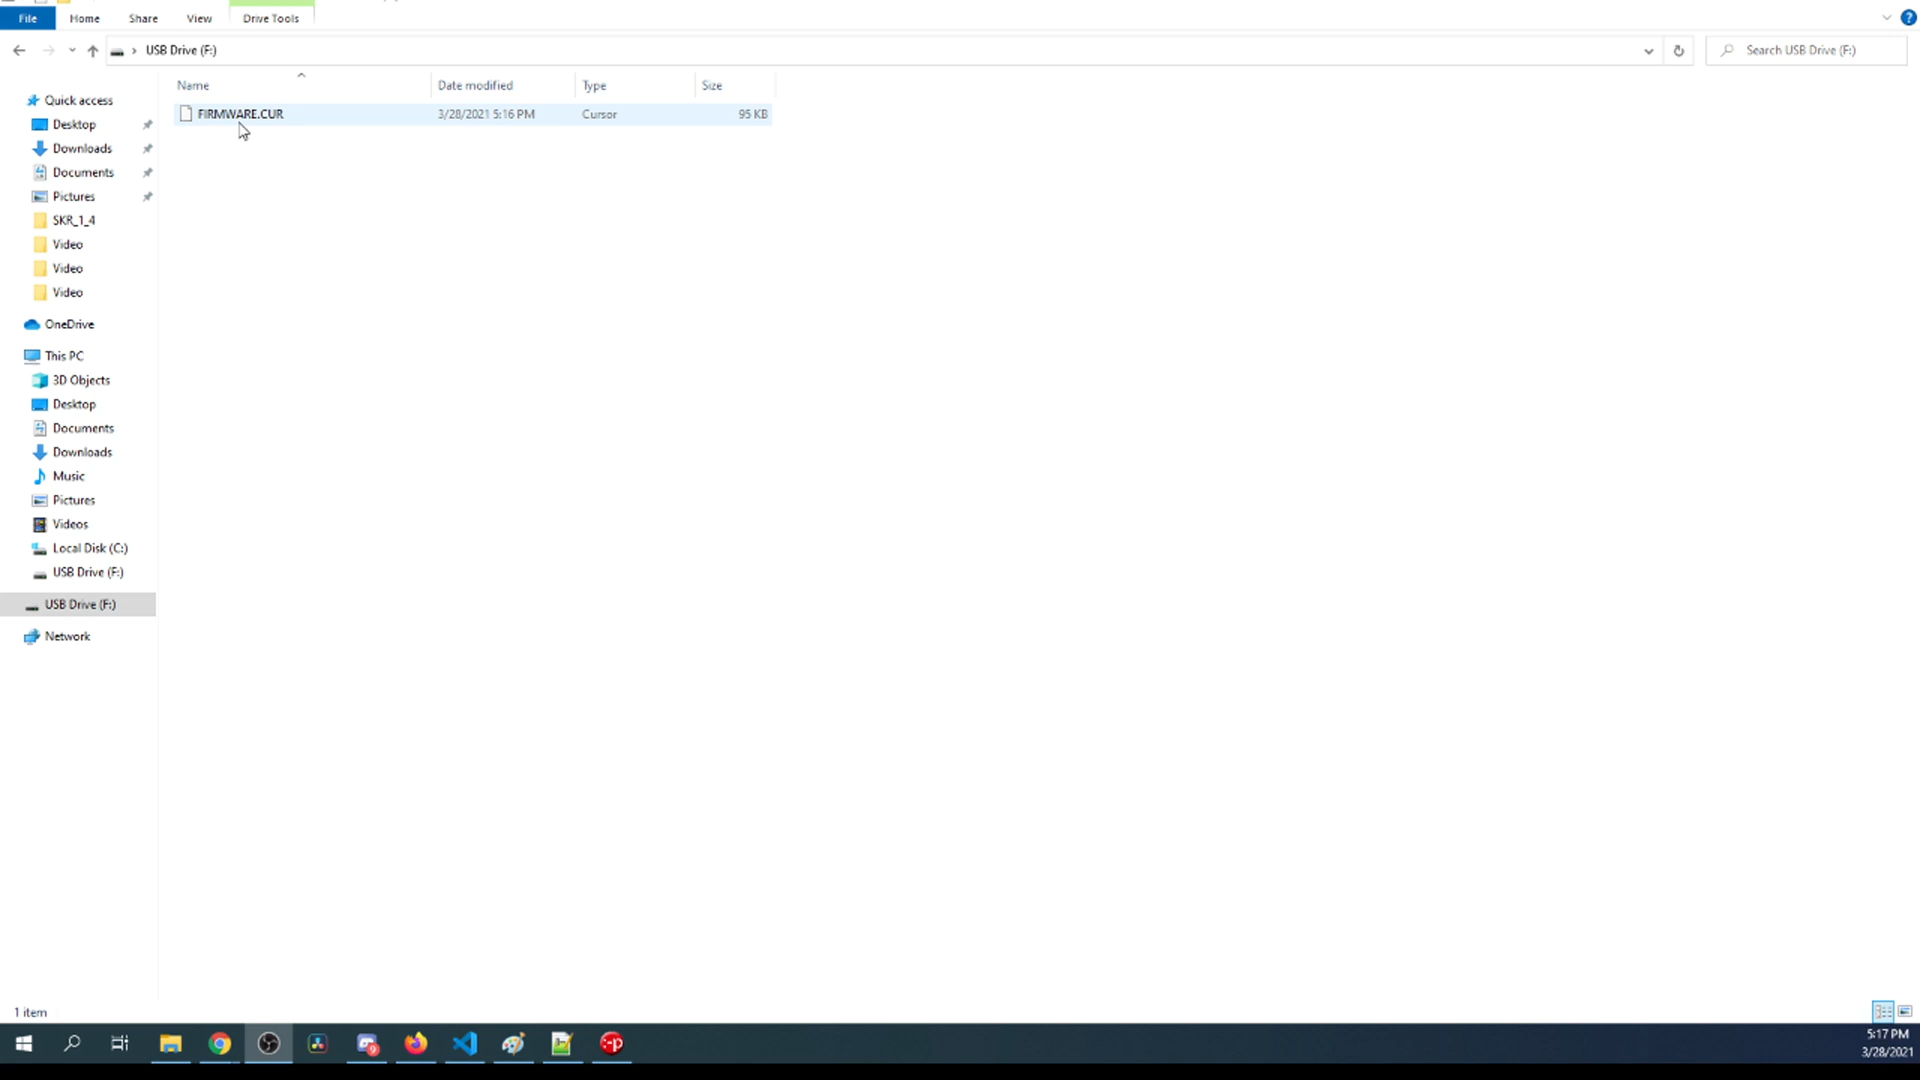 File Home Share View Drive Tools
USB Drive (F:) Search USB Drive (F:)
Name Date modified Type Size
FIRMWARE.CUR 3/28/2021 5:16 PM Cursor 95 KB
Quick access
Desktop
Downloads
Documents
Pictures
SKR_1_4
Video
Video
Video
OneDrive
This PC
3D Objects
Desktop
Documents
Downloads
Music
Pictures
Videos
Local Disk (C:)
USB Drive (F:)
USB Drive (F:)
Network
1 item
5:17 PM
3/28/2021